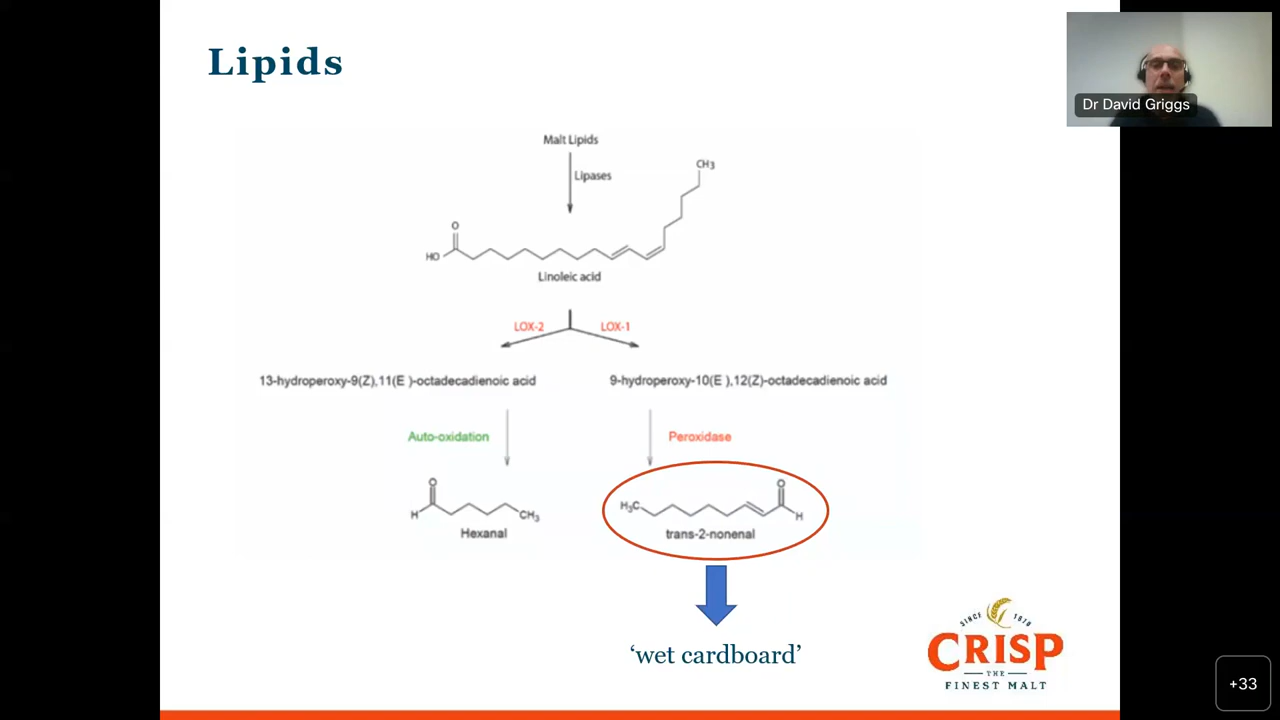 Lipids
Dr David Griggs
Malt Lipids
Lipases
CH3
O
HO
Linoleic acid
LOX-2
LOX-1
13-hydroperoxy-9(Z),11(E )-octadecadienoic acid
9-hydroperoxy-10(E ),12(Z)-octadecadienoic acid
Auto-oxidation
Peroxidase
O
H
CH3
Hexanal
H3C
O
H
trans-2-nonenal
‘wet cardboard’
SINCE 1870
CRISP
THE
FINEST MALT
+33